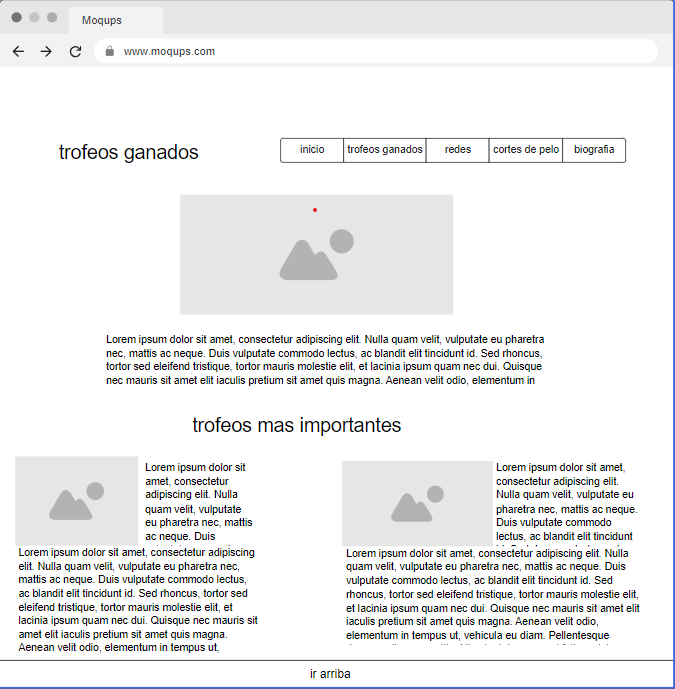 Moqups
www.moqups.com
trofeos ganados
inicio
trofeos ganados
redes
cortes de pelo
biografia
Lorem ipsum dolor sit amet, consectetur adipiscing elit. Nulla quam velit, vulputate eu pharetra
nec, mattis ac neque. Duis vulputate commodo lectus, ac blandit elit tincidunt id. Sed rhoncus,
tortor sed eleifend tristique, tortor mauris molestie elit, et lacinia ipsum quam nec dui. Quisque
nec mauris sit amet elit iaculis pretium sit amet quis magna. Aenean velit odio, elementum in
trofeos mas importantes
Lorem ipsum dolor sit
amet, consectetur
adipiscing elit. Nulla
quam velit, vulputate
eu pharetra nec, mattis
ac neque. Duis
Lorem ipsum dolor sit amet, consectetur adipiscing
elit. Nulla quam velit, vulputate eu pharetra nec,
mattis ac neque. Duis vulputate commodo lectus,
ac blandit elit tincidunt id. Sed rhoncus, tortor sed
eleifend tristique, tortor mauris molestie elit, et
lacinia ipsum quam nec dui. Quisque nec mauris sit
amet elit iaculis pretium sit amet quis magna.
Aenean velit odio, elementum in tempus ut,
Lorem ipsum dolor sit
amet, consectetur
adipiscing elit. Nulla
quam velit, vulputate eu
pharetra nec, mattis ac neque.
Duis vulputate commodo
lectus, ac blandit elit tincidunt
Lorem ipsum dolor sit amet, consectetur adipiscing elit. Nulla
quam velit, vulputate eu pharetra nec, mattis ac neque. Duis
vulputate commodo lectus, ac blandit elit tincidunt id. Sed
rhoncus, tortor sed eleifend tristique, tortor mauris molestie elit,
et lacinia ipsum quam nec dui. Quisque nec mauris sit amet elit
iaculis pretium sit amet quis magna. Aenean velit odio,
elementum in tempus ut, vehicula eu diam. Pellentesque
ir arriba